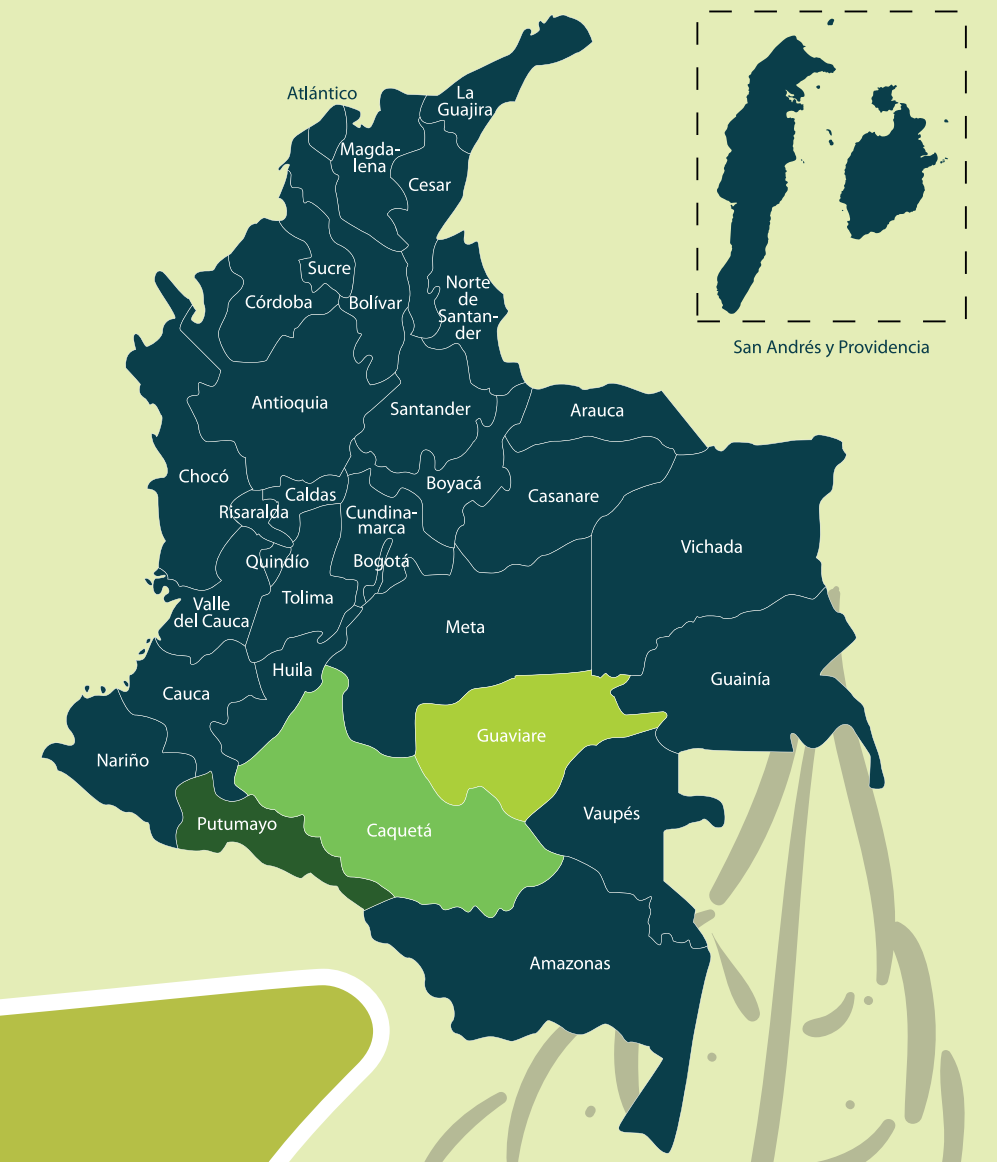 Atlántico
La
Guajira
Magda-
lena
Cesar
Sucre
Córdoba
Bolívar
Norte
de
Santan-
der
San Andrés y Providencia
Antioquia
Santander
Arauca
Chocó
Caldas
Boyacá
Casanare
Risaralda
Cundina-
marca
Vichada
Quindío
Bogotá
Valle
del Cauca
Tolima
Meta
Huila
Guainía
Cauca
Guaviare
Nariño
Vaupés
Putumayo
Caquetá
Amazonas